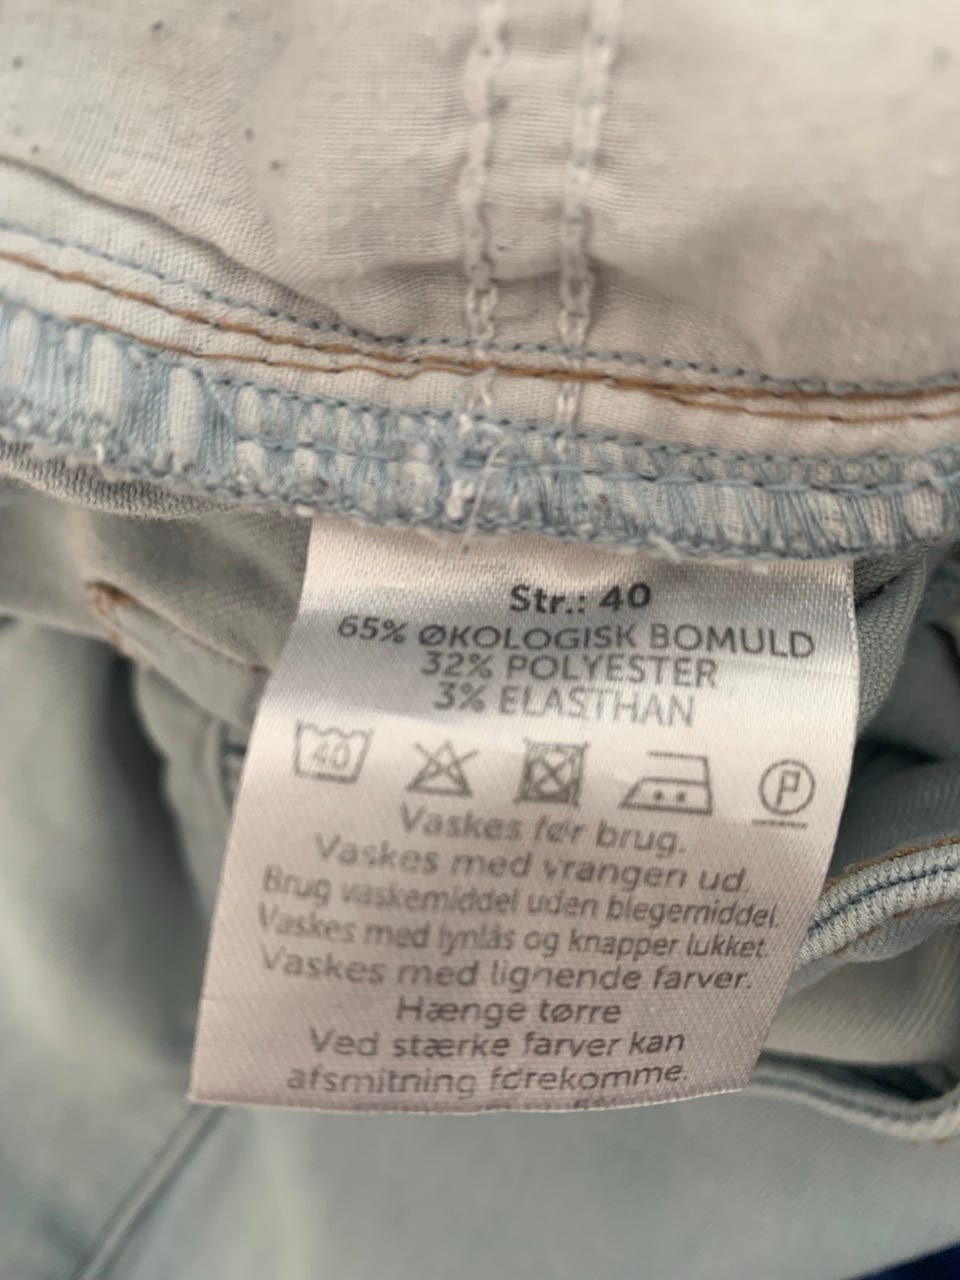 Str.: 40
65% ØKOLOGISK BOMULD
32% POLYESTER
3% ELASTHAN
40 P
Vaskes før brug.
Vaskes med vrangen ud.
Brug vaskemiddel uden blegemiddel.
Vaskes med lynlås og knapper lukket.
Vaskes med lignende farver.
Hænge tørre
Ved stærke farver kan
afsmitning forekomme.